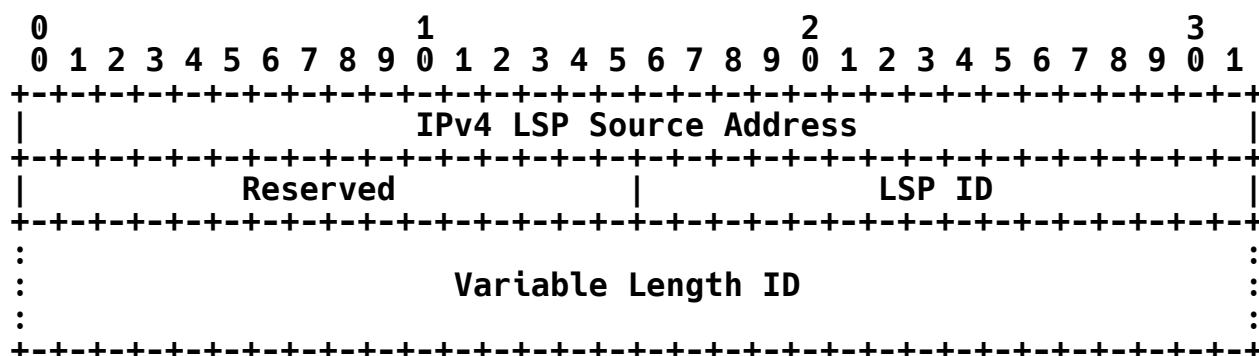 0                   1                   2                   3
 0 1 2 3 4 5 6 7 8 9 0 1 2 3 4 5 6 7 8 9 0 1 2 3 4 5 6 7 8 9 0 1
+-+-+-+-+-+-+-+-+-+-+-+-+-+-+-+-+-+-+-+-+-+-+-+-+-+-+-+-+-+-+-+-+
|                    IPv4 LSP Source Address                    |
+-+-+-+-+-+-+-+-+-+-+-+-+-+-+-+-+-+-+-+-+-+-+-+-+-+-+-+-+-+-+-+-+
|           Reserved            |            LSP ID             |
+-+-+-+-+-+-+-+-+-+-+-+-+-+-+-+-+-+-+-+-+-+-+-+-+-+-+-+-+-+-+-+-+
:                                                               :
:                      Variable Length ID                       :
:                                                               :
+-+-+-+-+-+-+-+-+-+-+-+-+-+-+-+-+-+-+-+-+-+-+-+-+-+-+-+-+-+-+-+-+